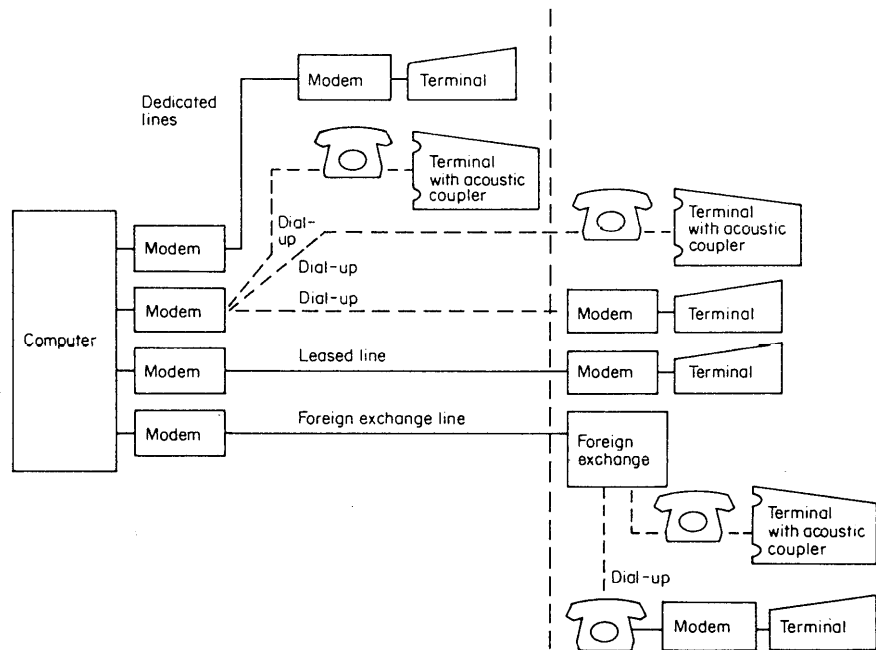 Modem
Terminal
Dedicated
lines
Terminal
with acoustic
coupler
Terminal
with acoustic
coupler
Dial-
up
Modem
Dial-up
Dial-up
Modem
Modem
Terminal
Computer
Leased line
Modem
Modem
Terminal
Foreign exchange line
Modem
Foreign
exchange
Terminal
with acoustic
coupler
Dial-up
Modem
Terminal